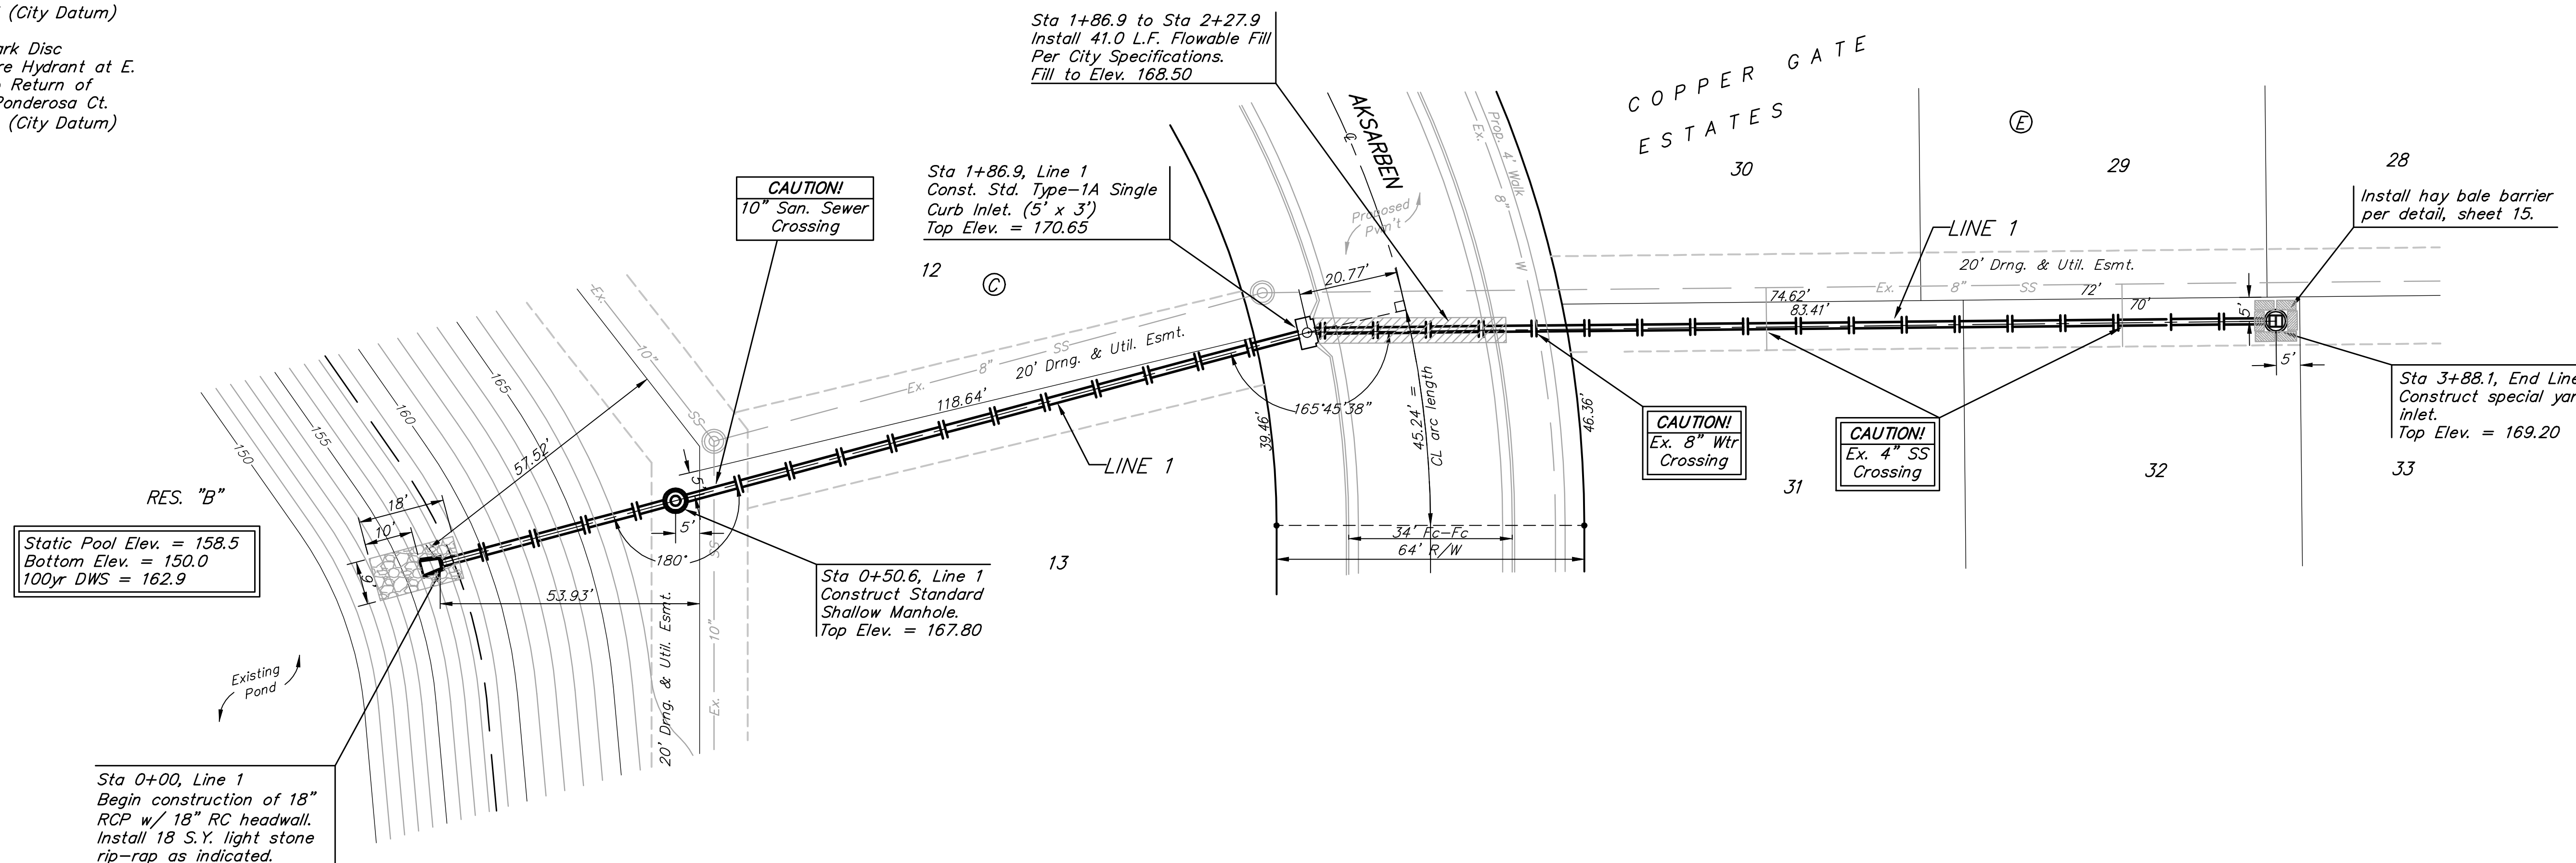 (City Datum)
ark Disc
re Hydrant at E.
Return of
Ponderosa Ct.
(City Datum)
Sta 1+86.9 to Sta 2+27.9
Install 41.0 L.F. Flowable Fill
Per City Specifications.
Fill to Elev. 168.50
COPPER GATE
ESTATES
AKSARBEN
℄
Prop. 4' Walk
Ex. 8" W
Proposed
Pvm't
E
30
29
28
Install hay bale barrier
per detail, sheet 15.
CAUTION!
10" San. Sewer
Crossing
Sta 1+86.9, Line 1
Const. Std. Type-1A Single
Curb Inlet. (5' x 3')
Top Elev. = 170.65
12
C
20.77'
LINE 1
20' Drng. & Util. Esmt.
Ex. 8" SS
74.62'
72'
83.41'
70'
5'
5'
Ex. 10" SS
Ex. 8" SS
20' Drng. & Util. Esmt.
118.64'
165°45'38"
LINE 1
39.46'
45.24' =
CL arc length
46.36'
34' Fc-Fc
64' R/W
CAUTION!
Ex. 8" Wtr
Crossing
CAUTION!
Ex. 4" SS
Crossing
31
32
33
Sta 3+88.1, End Line
Construct special yar
inlet.
Top Elev. = 169.20
150
155
160
165
57.52'
RES. "B"
18'
10'
9'
Static Pool Elev. = 158.5
Bottom Elev. = 150.0
100yr DWS = 162.9
5'
5'
180°
53.93'
13
Sta 0+50.6, Line 1
Construct Standard
Shallow Manhole.
Top Elev. = 167.80
20' Drng. & Util. Esmt.
Ex. 10" SS
Existing
Pond
Sta 0+00, Line 1
Begin construction of 18"
RCP w/ 18" RC headwall.
Install 18 S.Y. light stone
rip-rap as indicated.